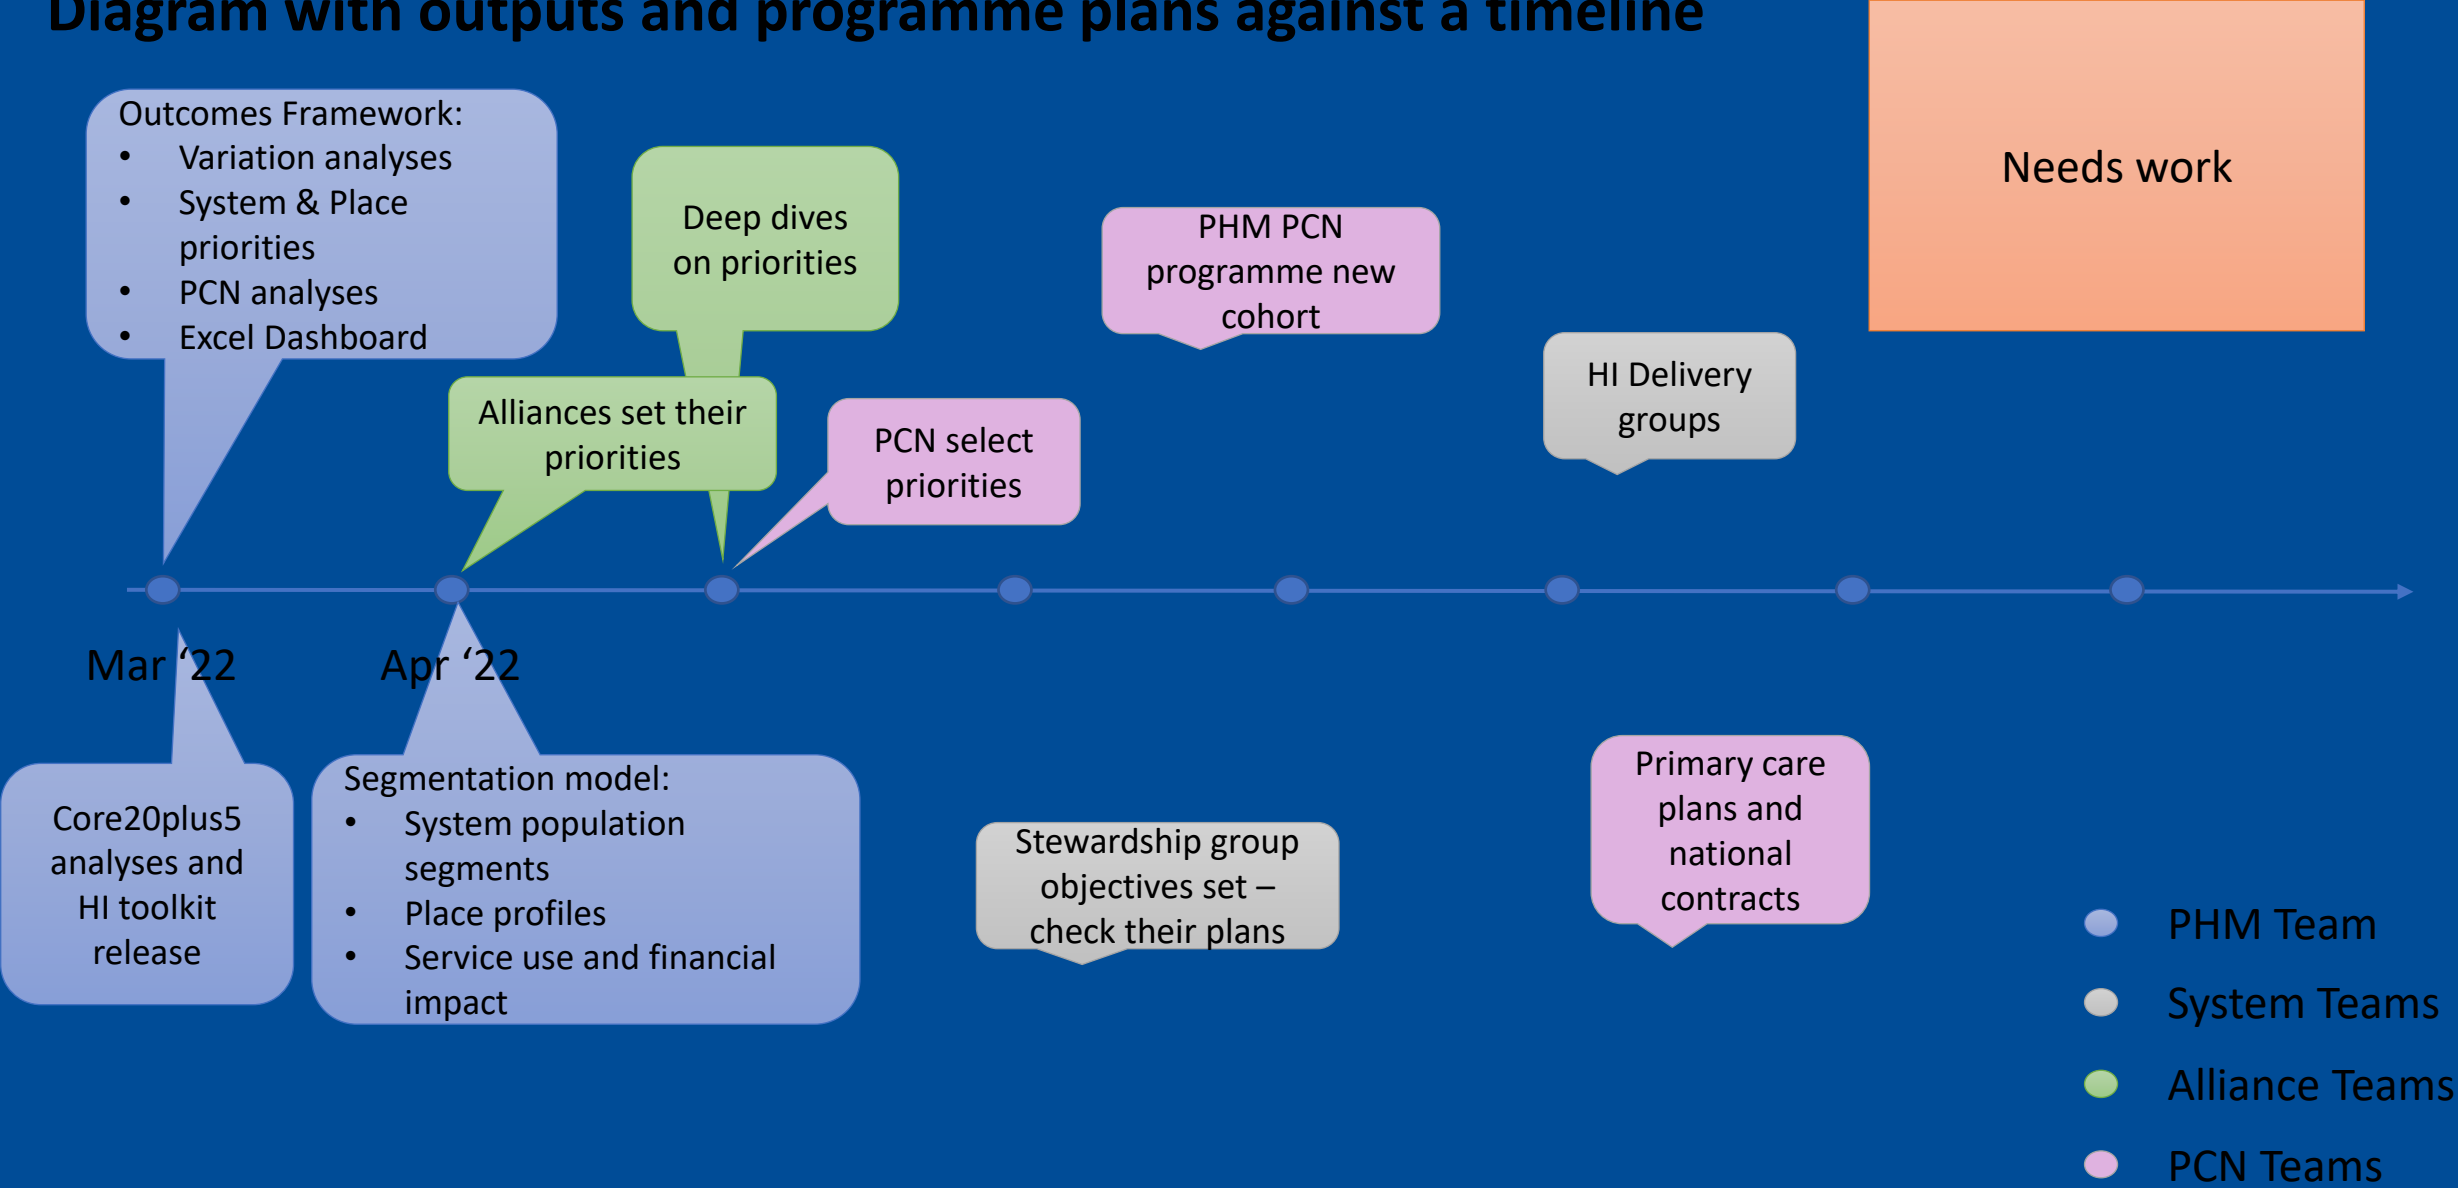 Diagram with outputs and programme plans against a timeline
Needs work
Outcomes Framework:
• Variation analyses
• System & Place
priorities
• PCN analyses
• Excel Dashboard
Deep dives
on priorities
PHM PCN
programme new
cohort
HI Delivery
groups
Alliances set their
priorities
PCN select
priorities
Mar ‘22
Apr ‘22
Core20plus5
analyses and
HI toolkit
release
Segmentation model:
• System population
segments
• Place profiles
• Service use and financial
impact
Stewardship group
objectives set –
check their plans
Primary care
plans and
national
contracts
PHM Team
System Teams
Alliance Teams
PCN Teams